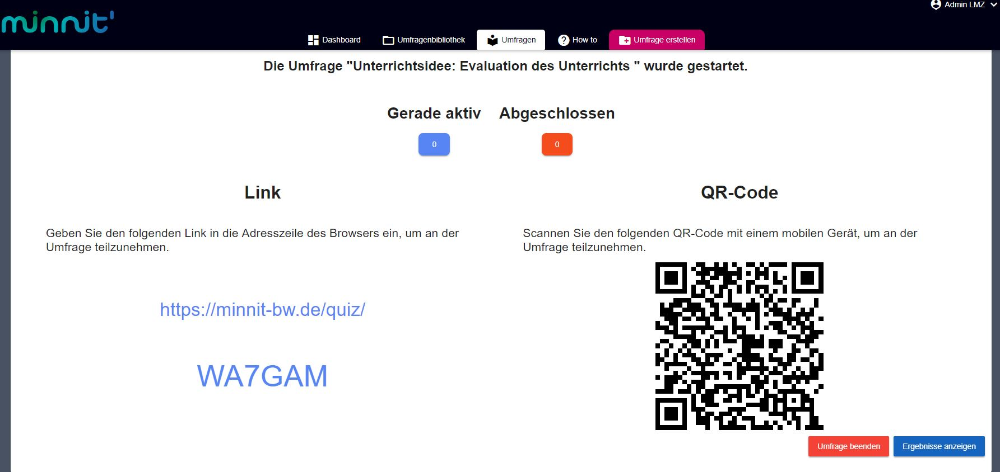 minnit'
Admin LMZ
Dashboard
Umfragenbibliothek
Umfragen
How to
Umfrage erstellen
Die Umfrage "Unterrichtsidee: Evaluation des Unterrichts " wurde gestartet.
Gerade aktiv
Abgeschlossen
0
0
Link
Geben Sie den folgenden Link in die Adresszeile des Browsers ein, um an der
Umfrage teilzunehmen.
https://minnit-bw.de/quiz/
WA7GAM
QR-Code
Scannen Sie den folgenden QR-Code mit einem mobilen Gerät, um an der
Umfrage teilzunehmen.
Umfrage beenden
Ergebnisse anzeigen